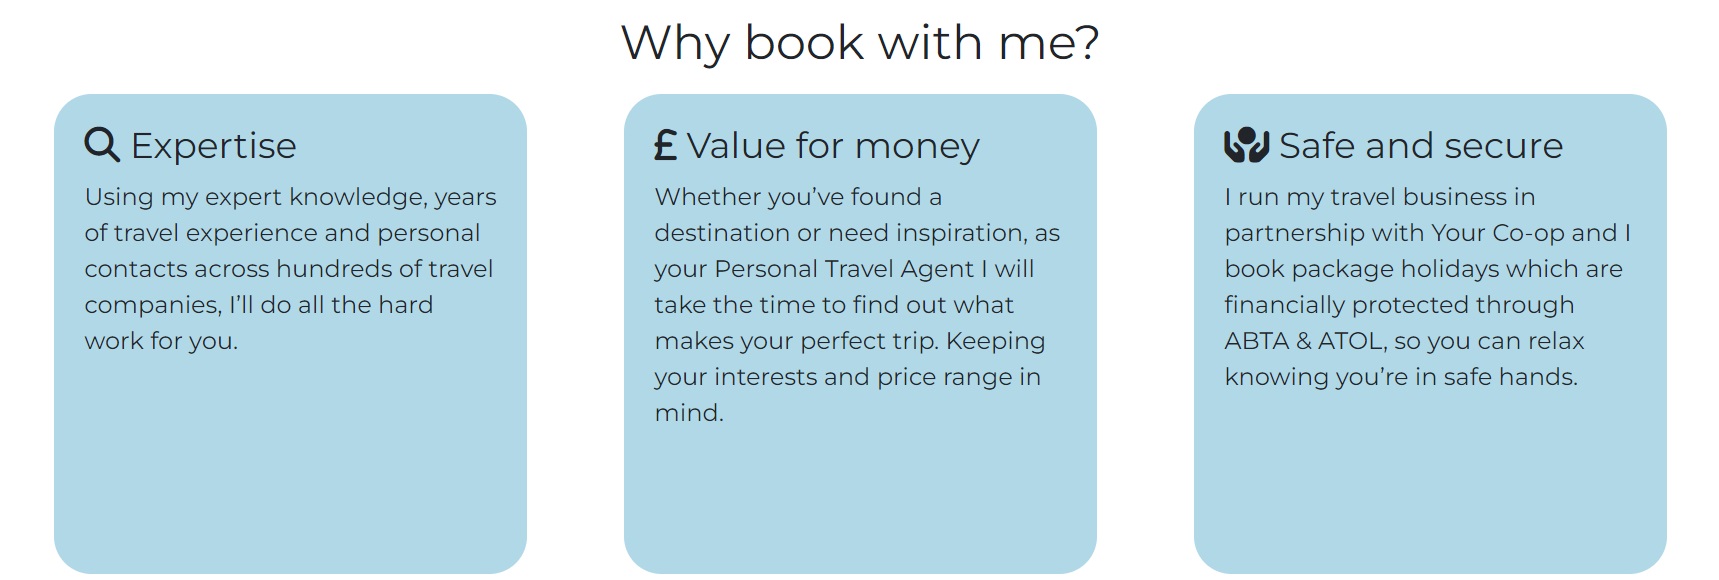 Why book with me?
Expertise
Using my expert knowledge, years
of travel experience and personal
contacts across hundreds of travel
companies, I’ll do all the hard
work for you.
£ Value for money
Whether you’ve found a
destination or need inspiration, as
your Personal Travel Agent I will
take the time to find out what
makes your perfect trip. Keeping
your interests and price range in
mind.
Safe and secure
I run my travel business in
partnership with Your Co-op and I
book package holidays which are
financially protected through
ABTA & ATOL, so you can relax
knowing you’re in safe hands.